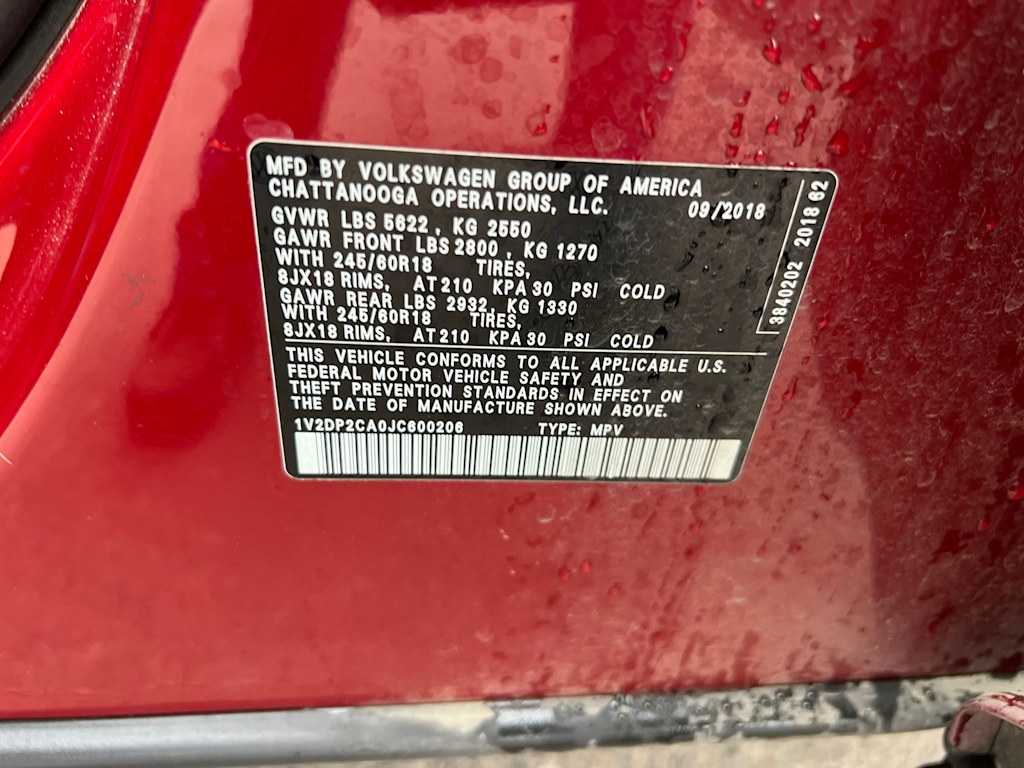 MFD BY VOLKSWAGEN GROUP OF AMERICA
CHATTANOOGA OPERATIONS, LLC. 09/2018
GVWR LBS 5622 , KG 2550
GAWR FRONT LBS 2800 , KG 1270
WITH 245/60R18 TIRES,
8JX18 RIMS, AT 210 KPA 30 PSI COLD
GAWR REAR LBS 2932, KG 1330
WITH 245/60R18 TIRES,
8JX18 RIMS, AT 210 KPA 30 PSI COLD
THIS VEHICLE CONFORMS TO ALL APPLICABLE U.S.
FEDERAL MOTOR VEHICLE SAFETY AND
THEFT PREVENTION STANDARDS IN EFFECT ON
THE DATE OF MANUFACTURE SHOWN ABOVE.
1V2DP2CA0JC600206 TYPE: MPV
3840202 2018 62